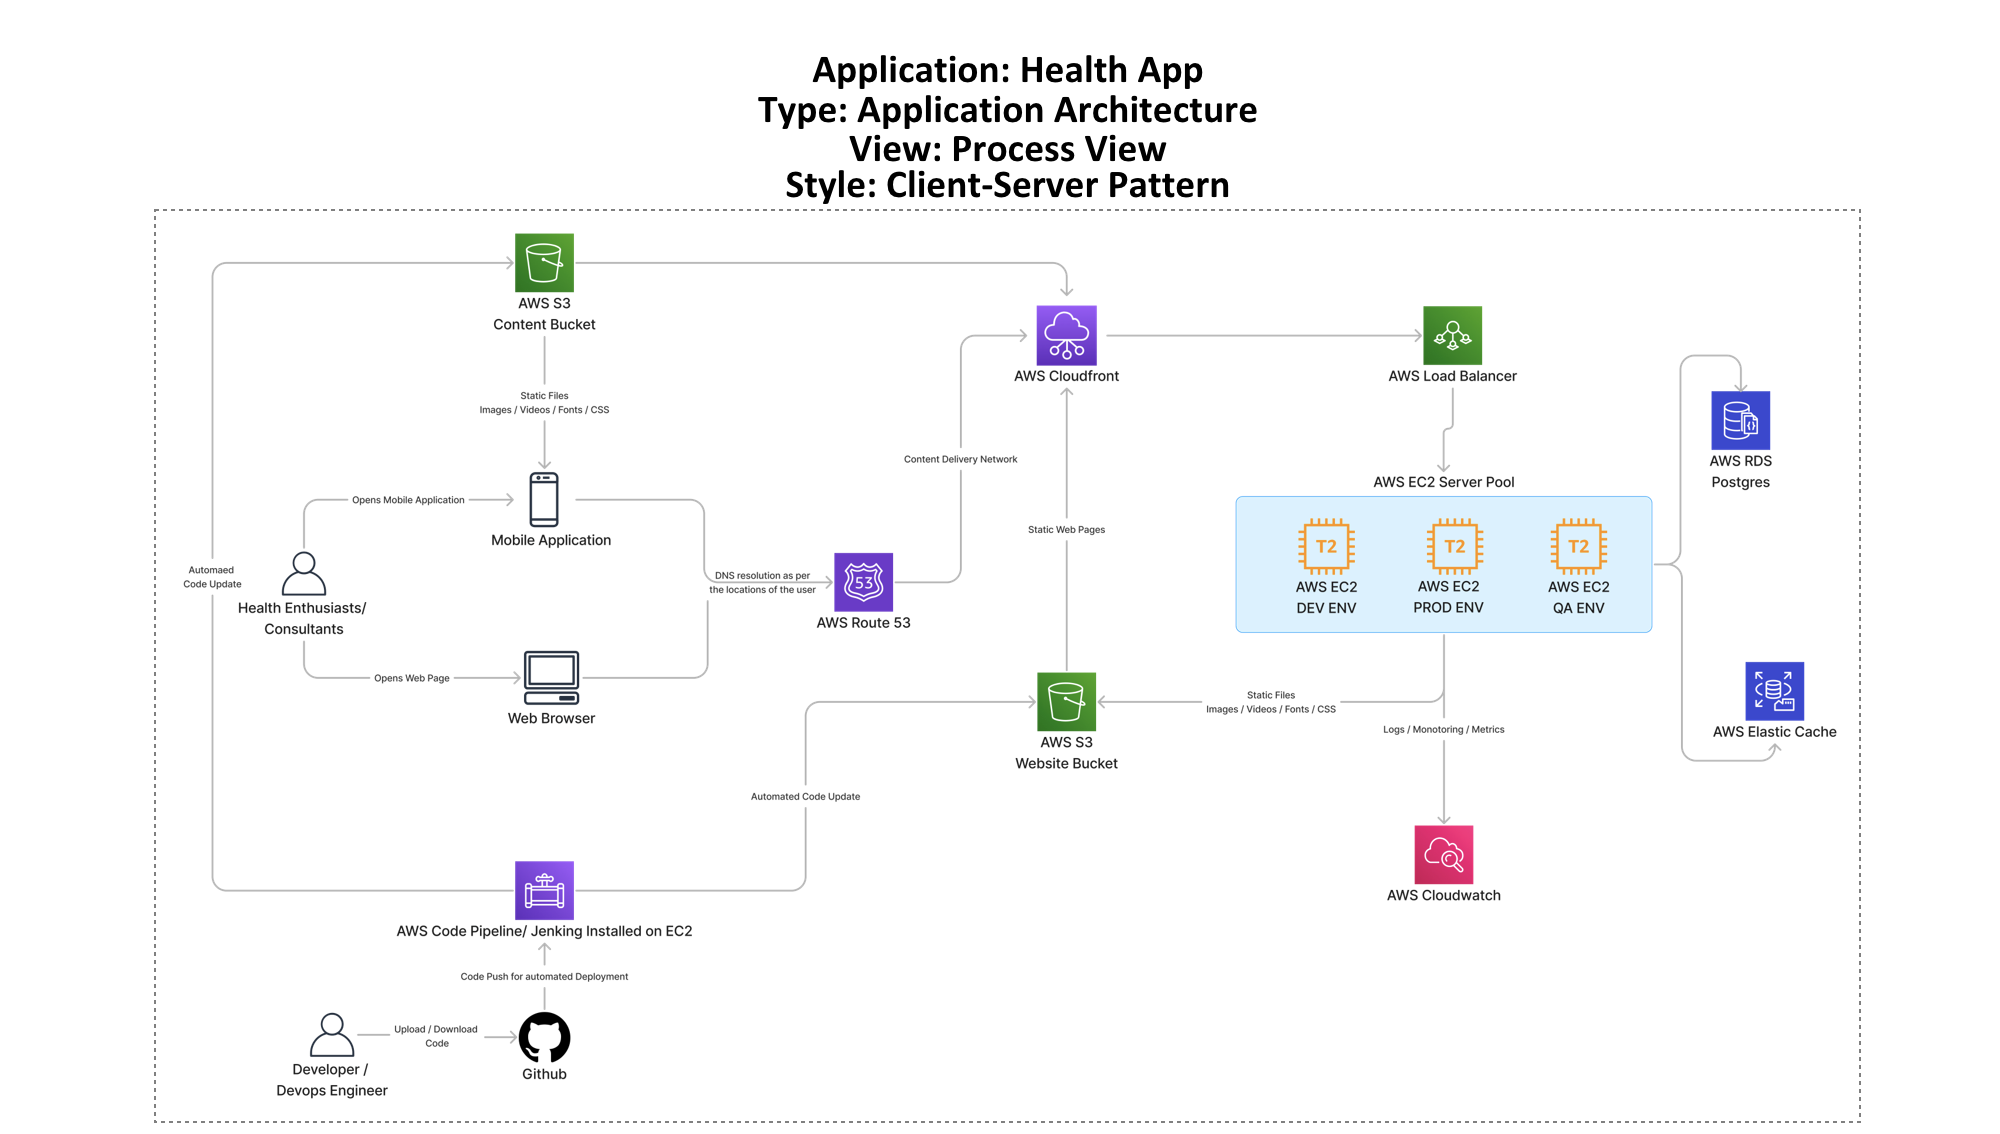 Application: Health App
Type: Application Architecture
View: Process View
Style: Client-Server Pattern
AWS S3
Content Bucket
Static Files
Images / Videos / Fonts / CSS
Opens Mobile Application
Mobile Application
Automaed
Code Update
Health Enthusiasts/
Consultants
Opens Web Page
Web Browser
DNS resolution as per
the locations of the user
53
AWS Route 53
Content Delivery Network
AWS Cloudfront
Static Web Pages
AWS S3
Website Bucket
Automated Code Update
AWS Load Balancer
AWS EC2 Server Pool
T2
AWS EC2
DEV ENV
T2
AWS EC2
PROD ENV
T2
AWS EC2
QA ENV
AWS RDS
Postgres
AWS Elastic Cache
Static Files
Images / Videos / Fonts / CSS
Logs / Monotoring / Metrics
AWS Cloudwatch
AWS Code Pipeline/ Jenking Installed on EC2
Code Push for automated Deployment
Upload / Download
Code
Developer /
Devops Engineer
Github